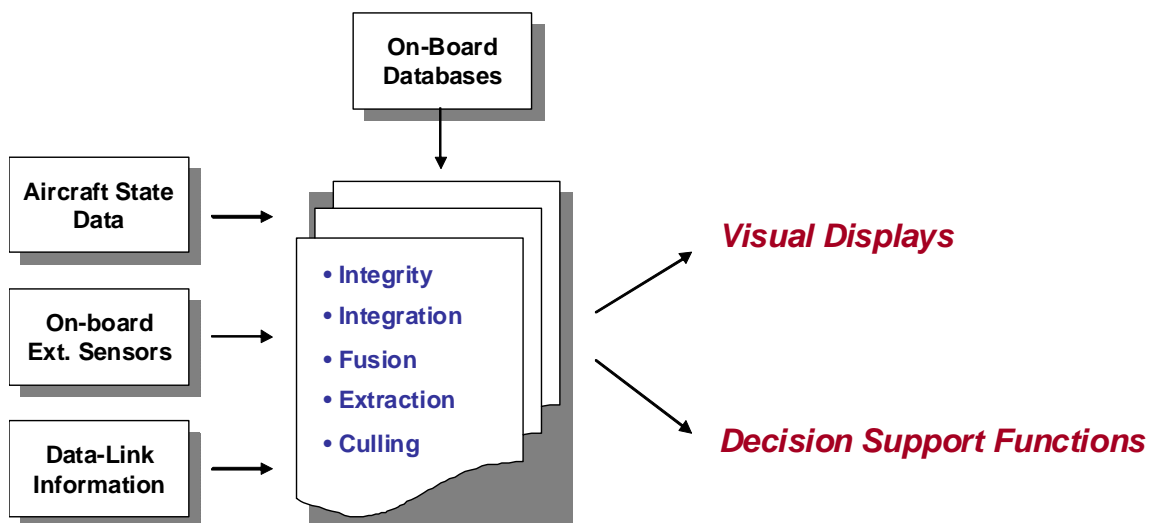 On-Board
Databases
Aircraft State
Data
On-board
Ext. Sensors
Data-Link
Information
• Integrity
• Integration
• Fusion
• Extraction
• Culling
Visual Displays
Decision Support Functions